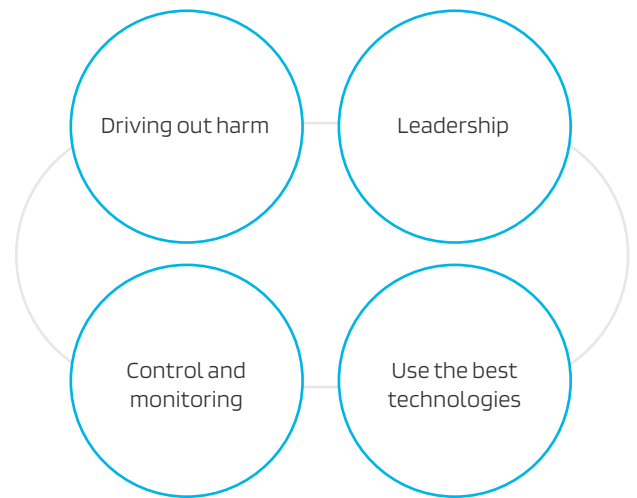 Driving out harm
Leadership
Control and
monitoring
Use the best
technologies